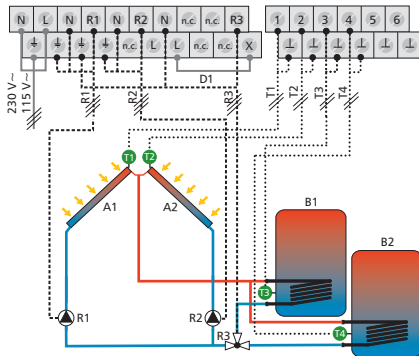 N L N R1 N R2 N n.c. n.c. R3
n.c. L L n.c. n.c. X
1 2 3 4 5 6
D1
230 V~
115 V~
R1
R2
R3
T1
T2
T3
T4
T1 T2
A1 A2
B1
B2
T3
T4
R1
R2
R3